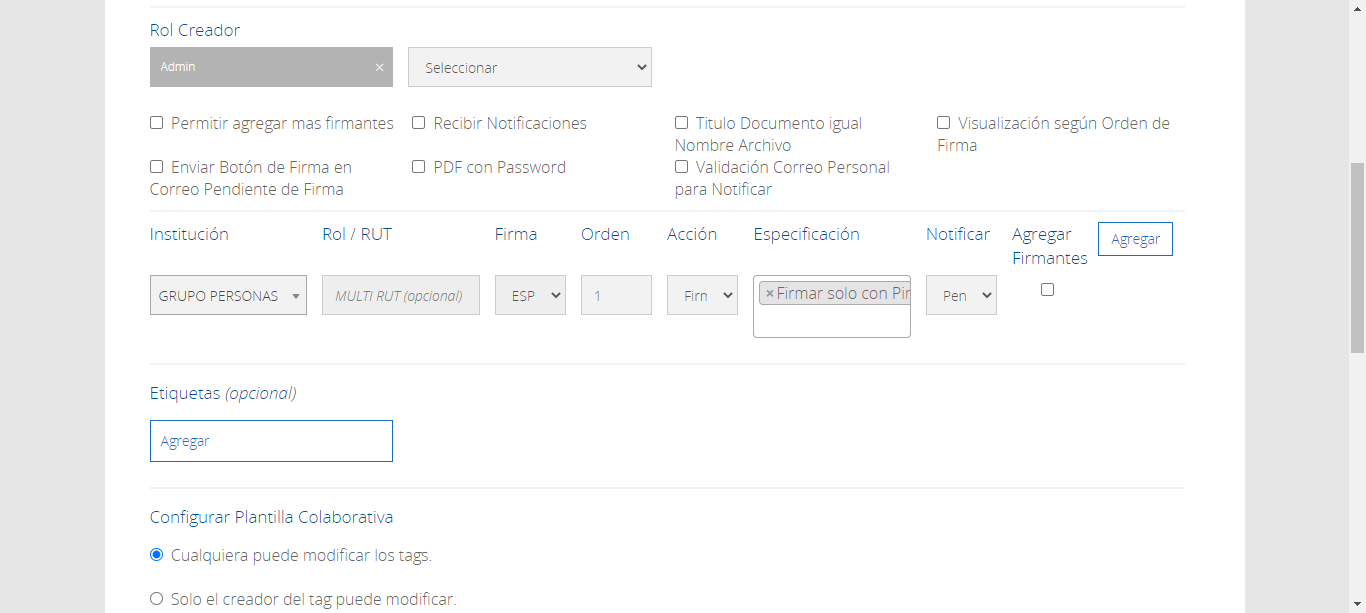 Rol Creador
Admin × Seleccionar
Permitir agregar mas firmantes Recibir Notificaciones Titulo Documento igual Visualización según Orden de
Nombre Archivo Firma
Enviar Botón de Firma en PDF con Password Validación Correo Personal
Correo Pendiente de Firma para Notificar
Institución Rol / RUT Firma Orden Acción Especificación Notificar Agregar Agregar
Firmantes
GRUPO PERSONAS MULTI RUT (opcional) ESP 1 Firn × Firmar solo con Pin Pen
Etiquetas (opcional)
Agregar
Configurar Plantilla Colaborativa
Cualquiera puede modificar los tags.
Solo el creador del tag puede modificar.